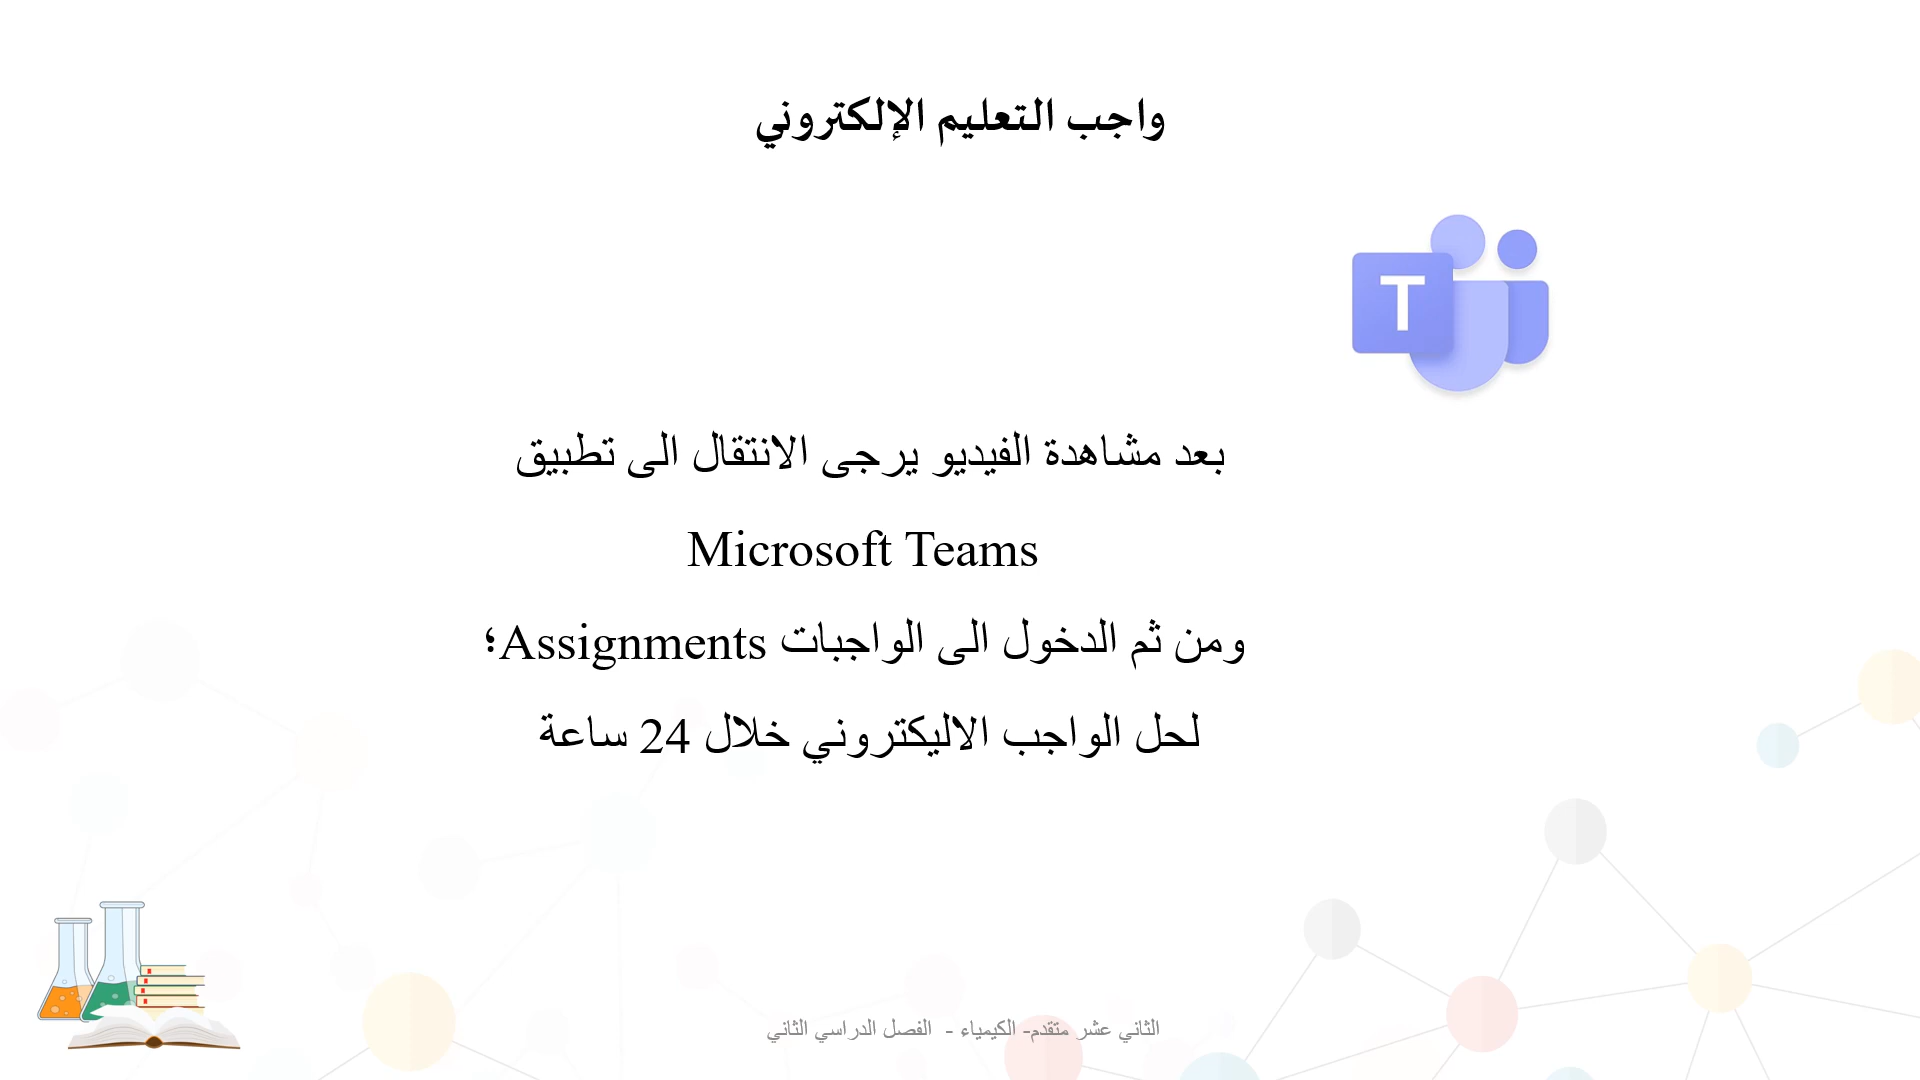 واجب التعليم الإلكتروني
T
بعد مشاهدة الفيديو يرجى الانتقال الى تطبيق
Microsoft Teams
ومن ثم الدخول الى الواجبات Assignments؛
لحل الواجب الاليكتروني خلال 24 ساعة
الثاني عشر متقدم- الكيمياء - الفصل الدراسي الثاني